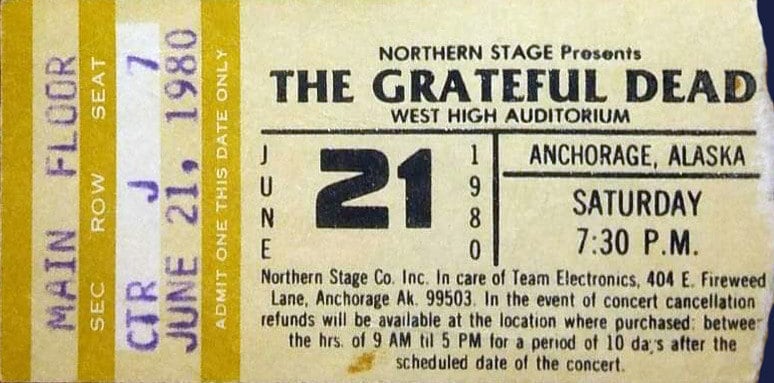 MAIN FLOOR
SEC ROW SEAT
CTR J 7
JUNE 21, 1980
ADMIT ONE THIS DATE ONLY
NORTHERN STAGE Presents
THE GRATEFUL DEAD
WEST HIGH AUDITORIUM
JUNE
21
1980
ANCHORAGE, ALASKA
SATURDAY
7:30 P.M.
Northern Stage Co. Inc. In care of Team Electronics, 404 E. Fireweed
Lane, Anchorage Ak. 99503. In the event of concert cancellation
refunds will be available at the location where purchased: betwee
the hrs. of 9 AM til 5 PM for a period of 10 days after the
scheduled date of the concert.